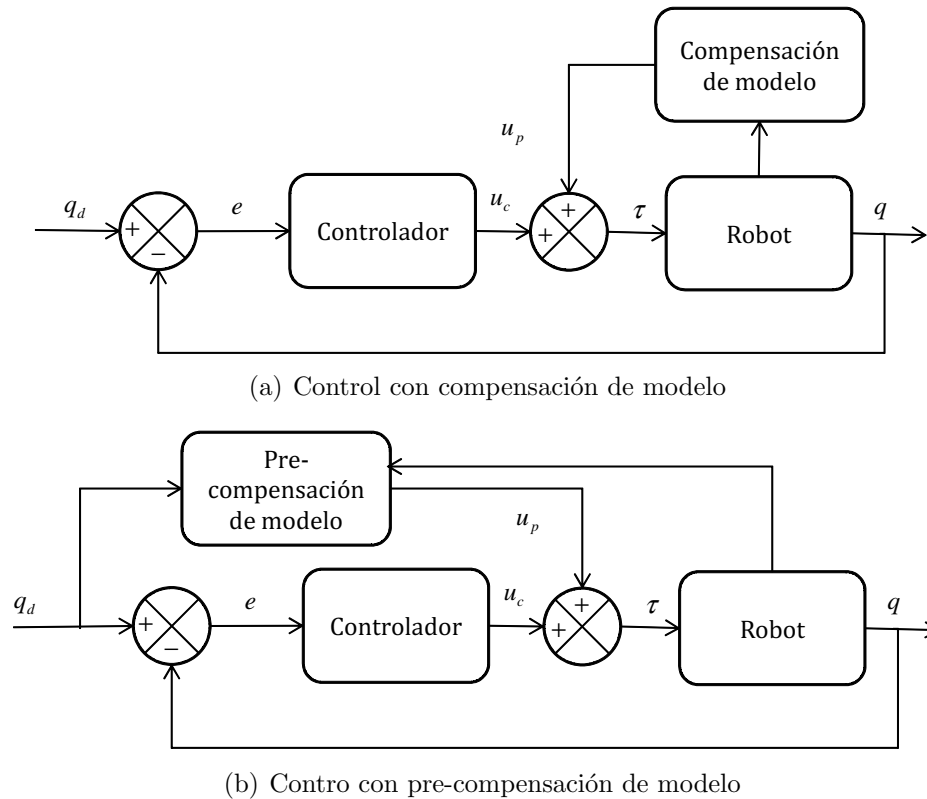 Compensación
de modelo
u_p
q_d
e
u_c
τ
q
+
−
Controlador
+
+
Robot
(a) Control con compensación de modelo
Pre-
compensación
de modelo
u_p
q_d
e
u_c
τ
q
+
−
Controlador
+
+
Robot
(b) Contro con pre-compensación de modelo